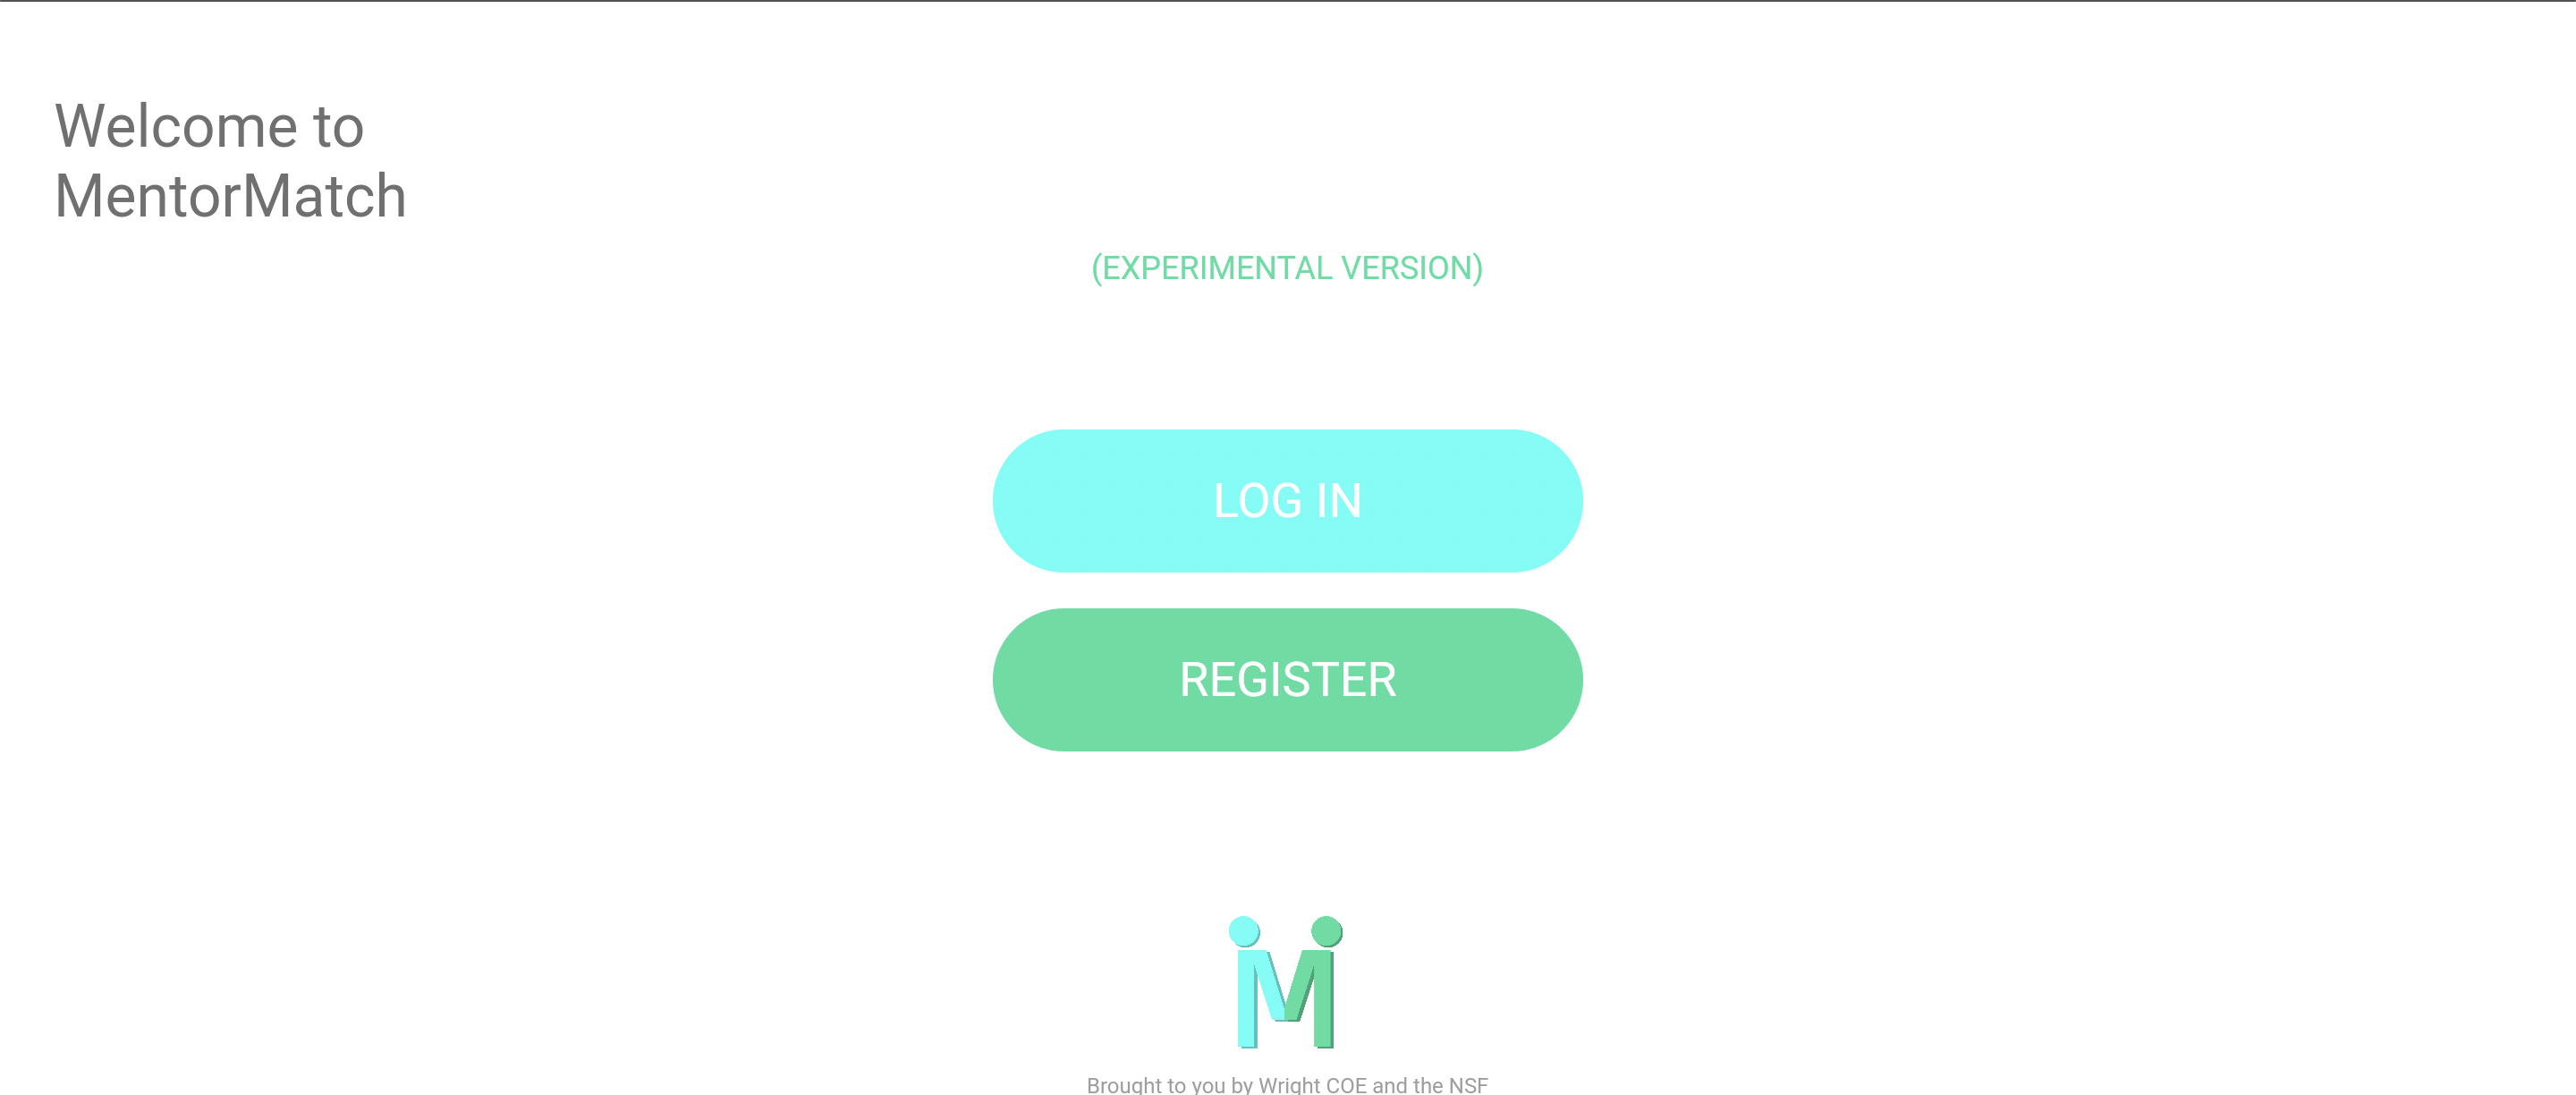 Welcome to
MentorMatch
(EXPERIMENTAL VERSION)
LOG IN
REGISTER
Brought to you by Wright COE and the NSF